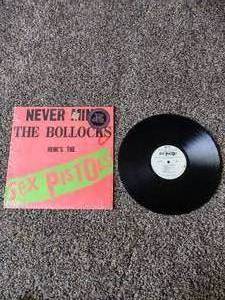 NEVER MIN
THE BOLLOCKS
HERE'S THE
Sex PISTOLS